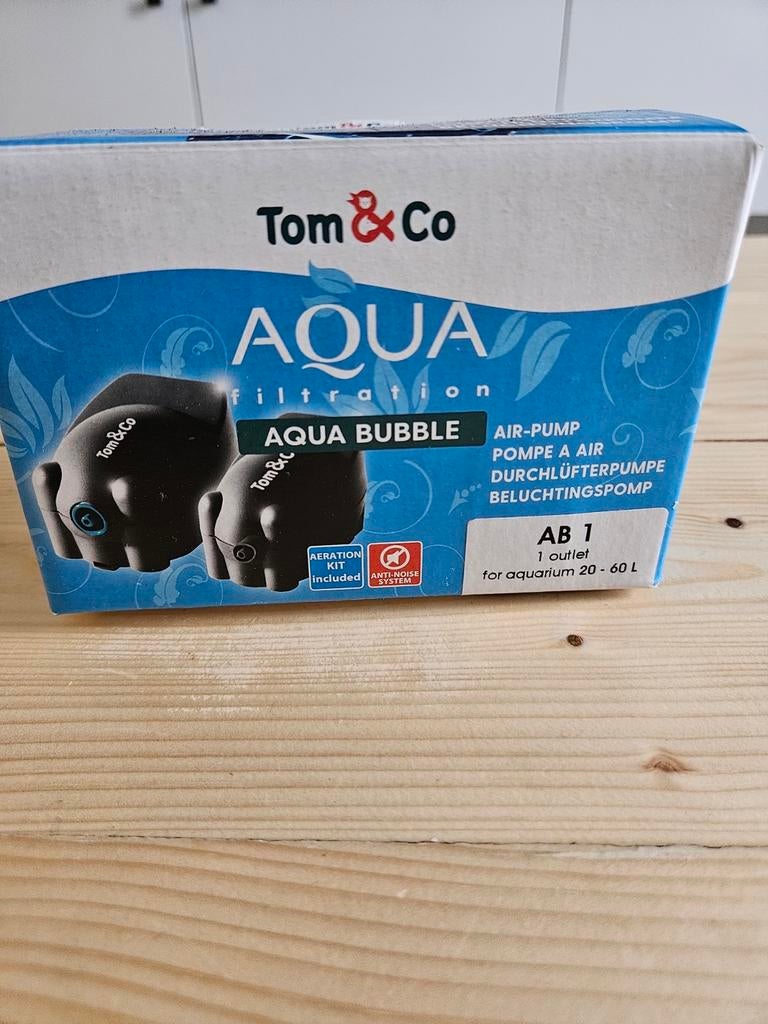 Tom&Co
AQUA
filtration
AQUA BUBBLE
AIR-PUMP
POMPE A AIR
DURCHLÜFTERPUMPE
BELUCHTINGSPOMP
Tom&Co
Tom&C
AERATION
KIT
included
ANTI-NOISE
SYSTEM
AB 1
1 outlet
for aquarium 20 - 60 L